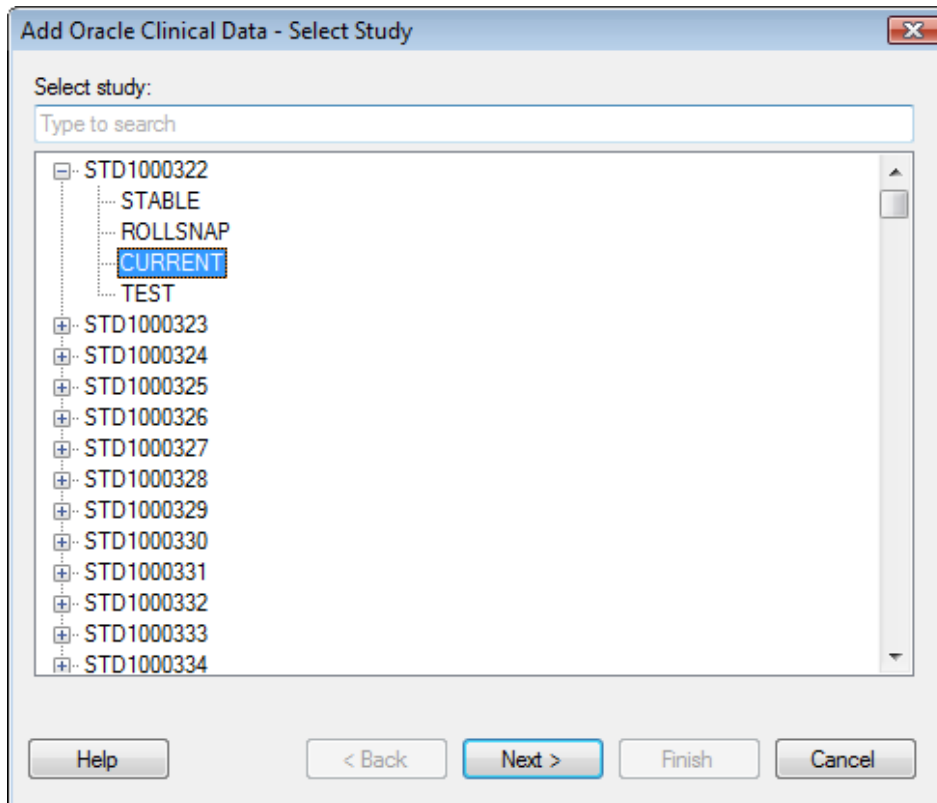 Add Oracle Clinical Data - Select Study
Select study:
Type to search
STD1000322
STABLE
ROLLSNAP
CURRENT
TEST
STD1000323
STD1000324
STD1000325
STD1000326
STD1000327
STD1000328
STD1000329
STD1000330
STD1000331
STD1000332
STD1000333
STD1000334
Help < Back Next > Finish Cancel